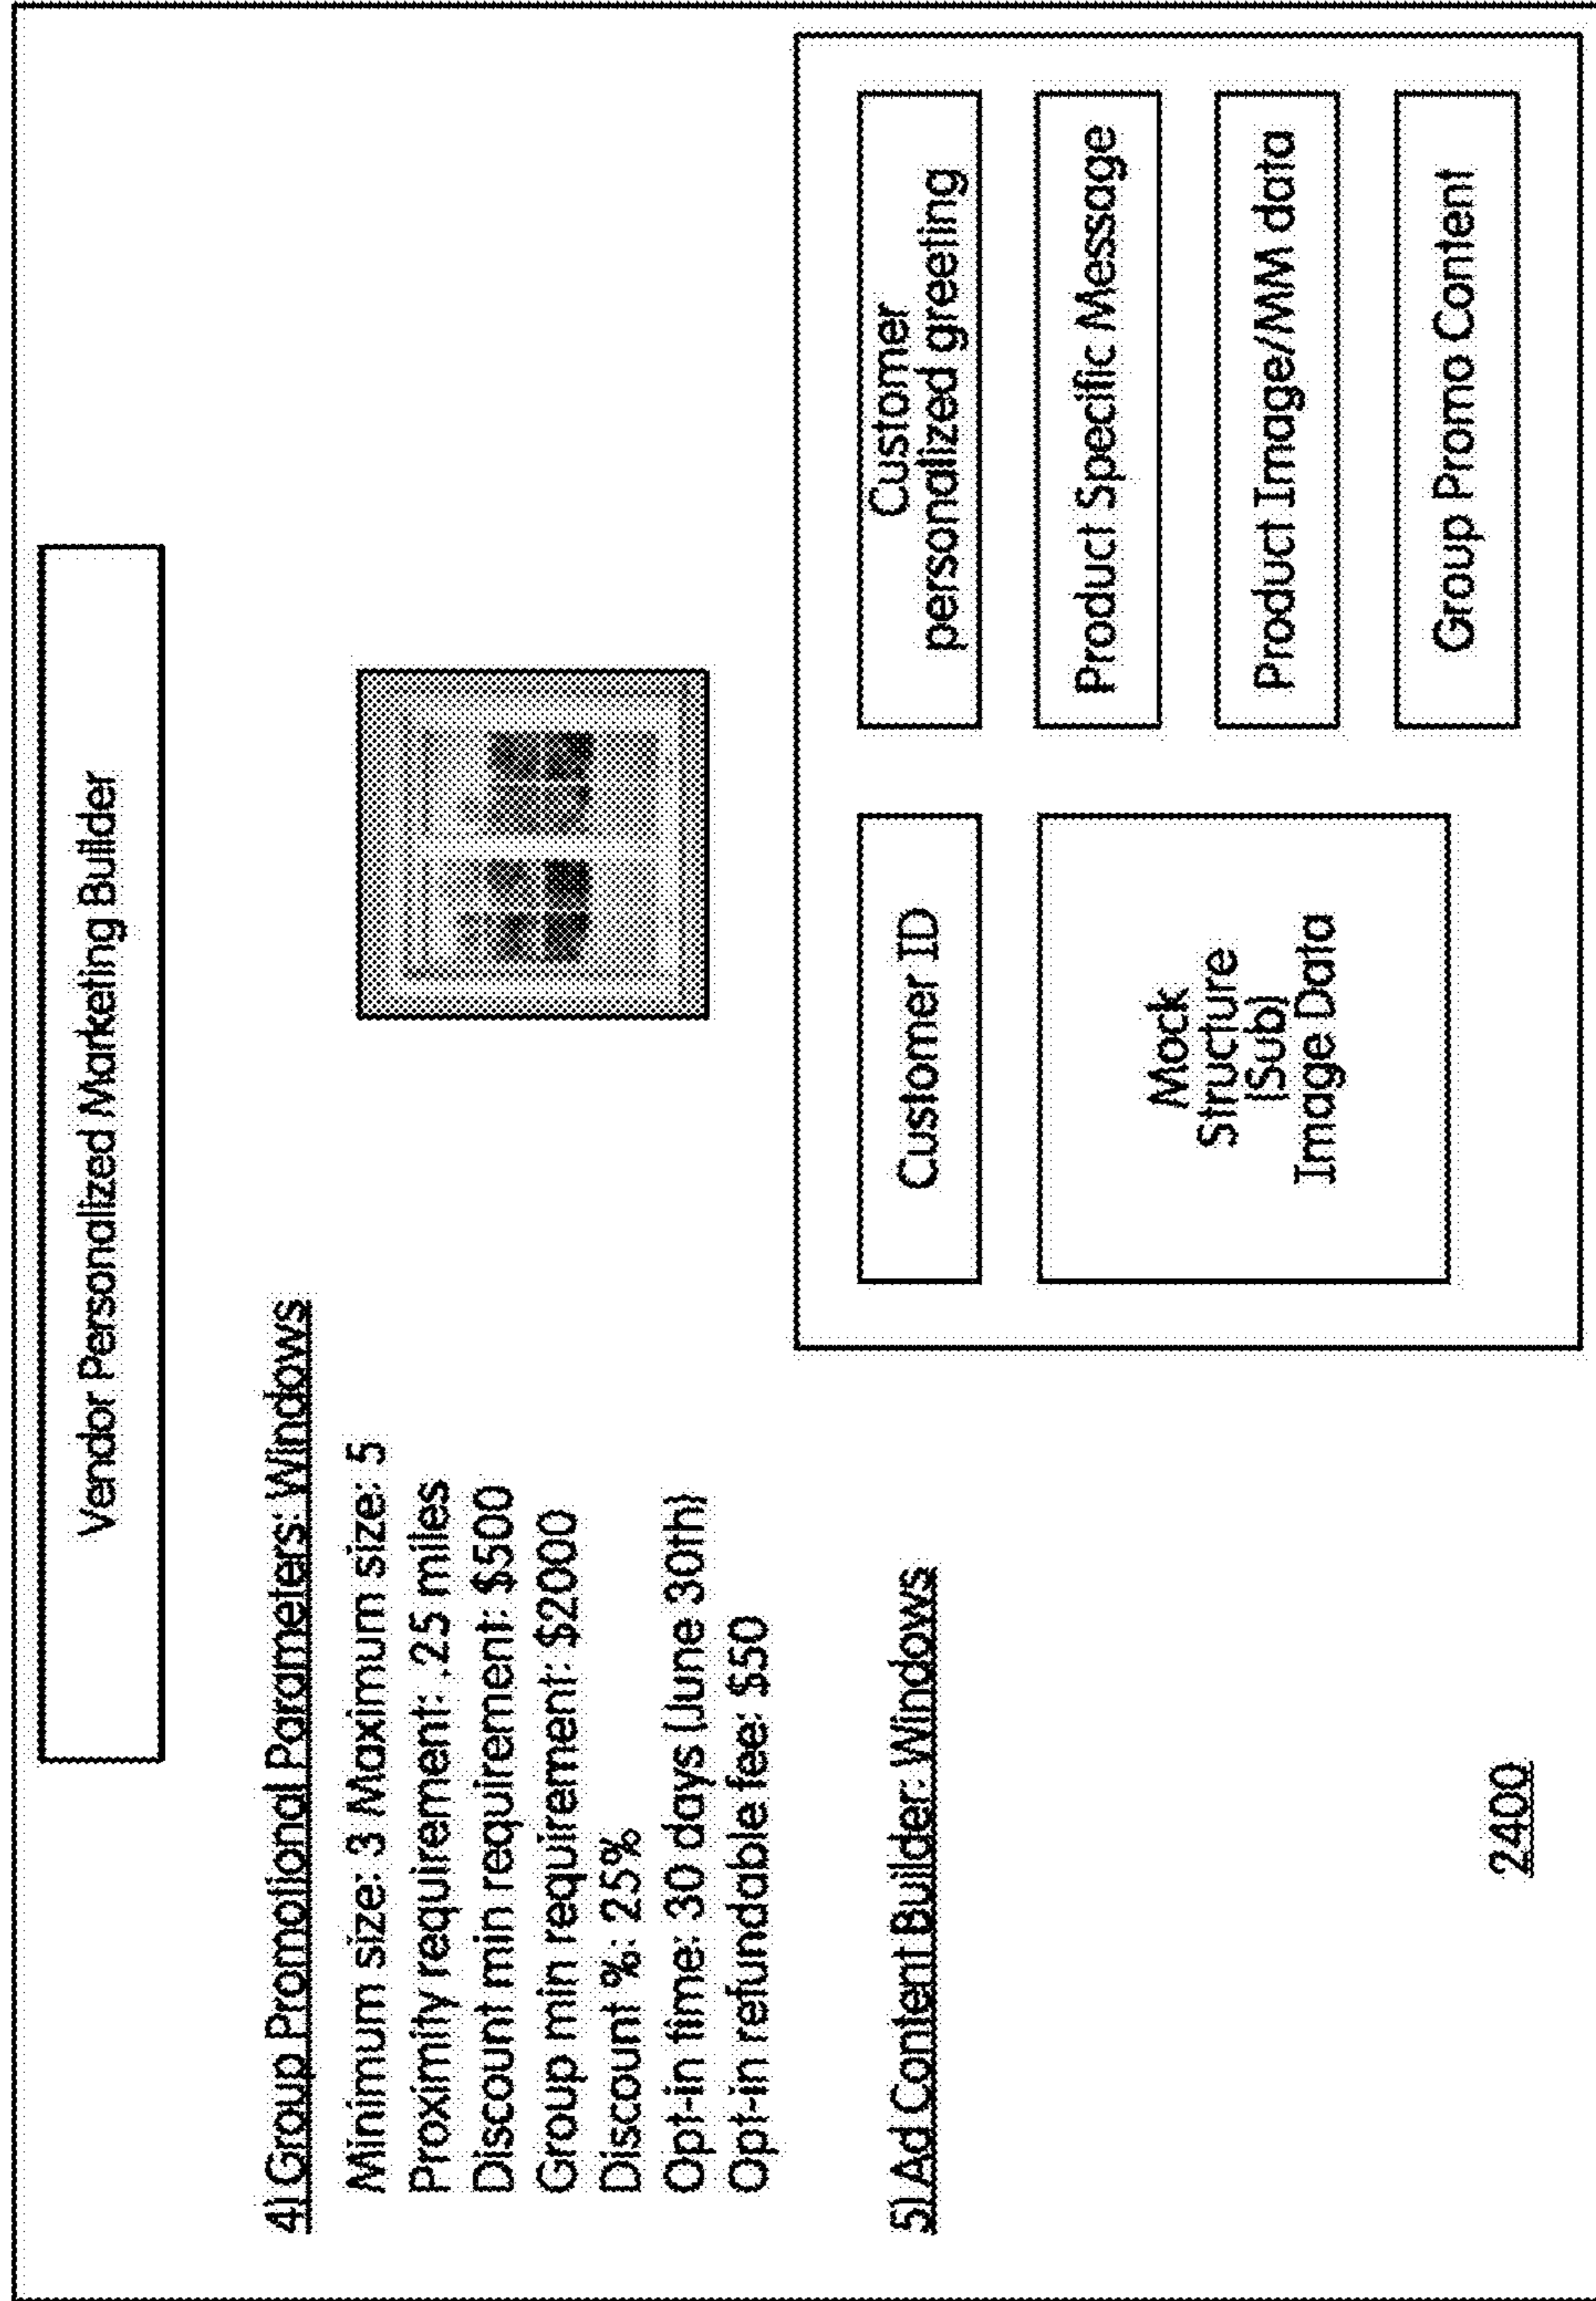 Vendor Personalized Marketing Builder
4) Group Promotional Parameters: Windows
Minimum size: 3 Maximum size: 5
Proximity requirement: .25 miles
Discount min requirement: $500
Group min requirement: $2000
Discount %: 25%
Opt-in time: 30 days (June 30th)
Opt-in refundable fee: $50
5) Ad Content Builder: Windows
Customer ID
Mock
Structure
(Sub)
Image Data
Customer
personalized greeting
Product Specific Message
Product Image/MM data
Group Promo Content
2400